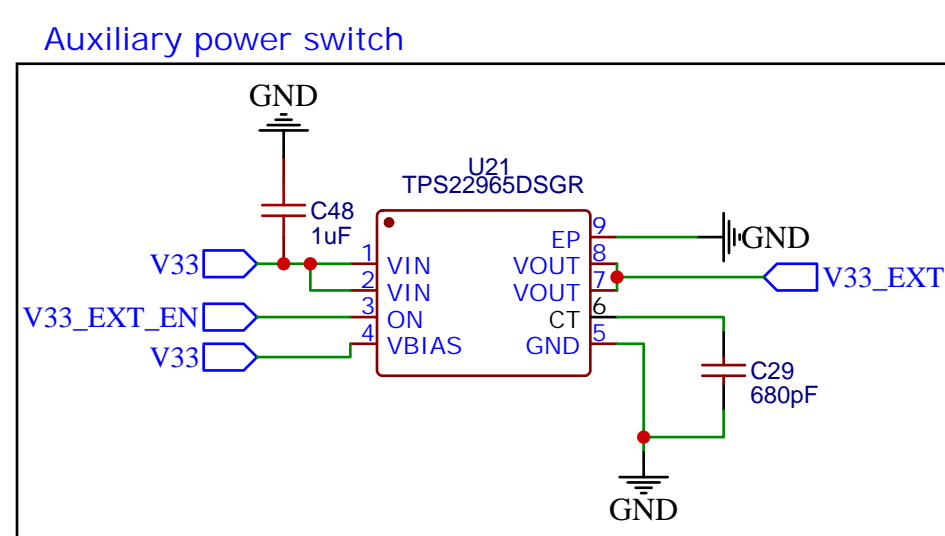 Auxiliary power switch
GND
U21
TPS22965DSGR
C48
1uF
V33
V33_EXT_EN
V33
1
2
3
4
VIN
VIN
ON
VBIAS
EP
VOUT
VOUT
CT
GND
9
8
7
6
5
GND
V33_EXT
C29
680pF
GND